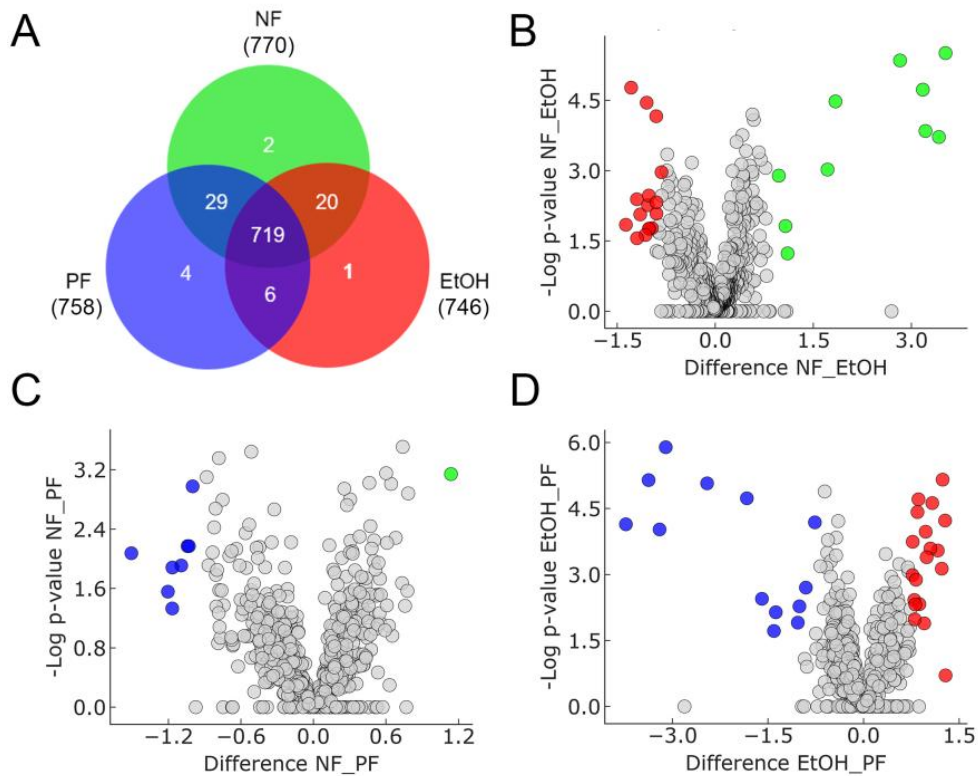 A
NF
(770)
2
29
20
719
4
6
1
PF
(758)
EtOH
(746)
B
4.5
3.0
1.5
0.0
-Log p-value NF_EtOH
−1.5
0.0
1.5
3.0
Difference NF_EtOH
C
3.2
2.4
1.6
0.8
0.0
-Log p-value NF_PF
−1.2
−0.6
0.0
0.6
1.2
Difference NF_PF
D
6.0
4.5
3.0
1.5
0.0
-Log p-value EtOH_PF
−3.0
−1.5
0.0
1.5
Difference EtOH_PF